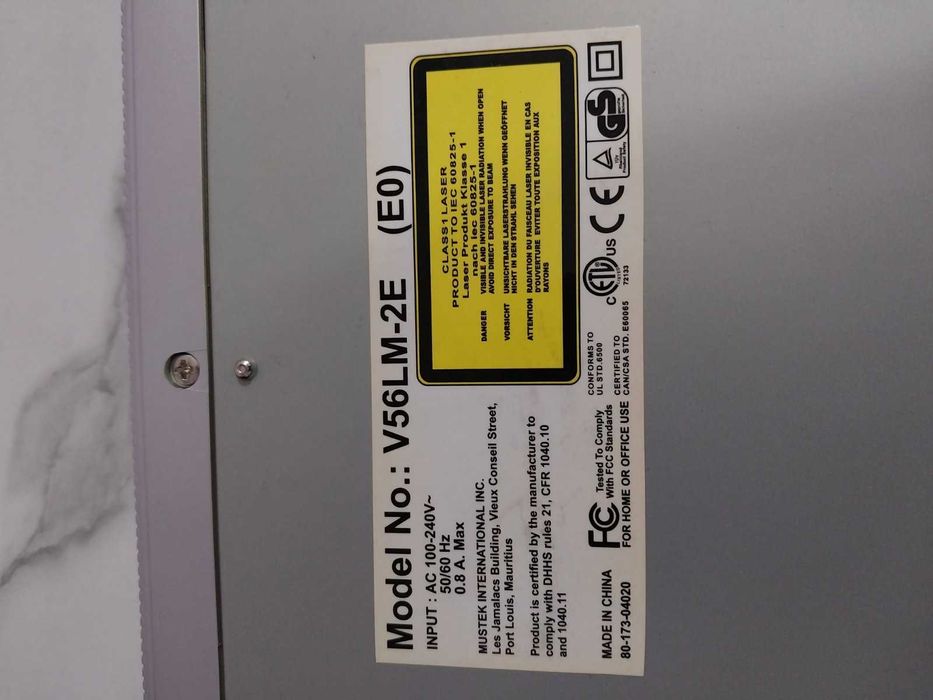 Model No.: V56LM-2E (E0)
INPUT : AC 100-240V~
50/60 Hz
0.8 A. Max
MUSTEK INTERNATIONAL INC.
Les Jamalacs Building, Vieux Conseil Street,
Port Louis, Mauritius
Product is certified by the manufacturer to
comply with DHHS rules 21, CFR 1040.10
and 1040.11
CLASS1 LASER
PRODUCT TO IEC 60825-1
Laser Produkt Klasse 1
nach iec 60825-1
DANGER VISIBLE AND INVISIBLE LASER RADIATION WHEN OPEN
AVOID DIRECT EXPOSURE TO BEAM
VORSICHT UNSICHTBARE LASERSTRAHLUNG WENN GEÖFFNET
NICHT IN DEN STRAHL SEHEN
ATTENTION RADIATION DU FAISCEAU LASER INVISIBLE EN CAS
D'OUVERTURE EVITER TOUTE EXPOSITION AUX
RAYONS
MADE IN CHINA
80-173-04020
FC Tested To Comply
With FCC Standards
FOR HOME OR OFFICE USE
CONFORMS TO
UL STD.6500
CERTIFIED TO
CAN/CSA STD. E60065
C ETL US
72133
CE
GS